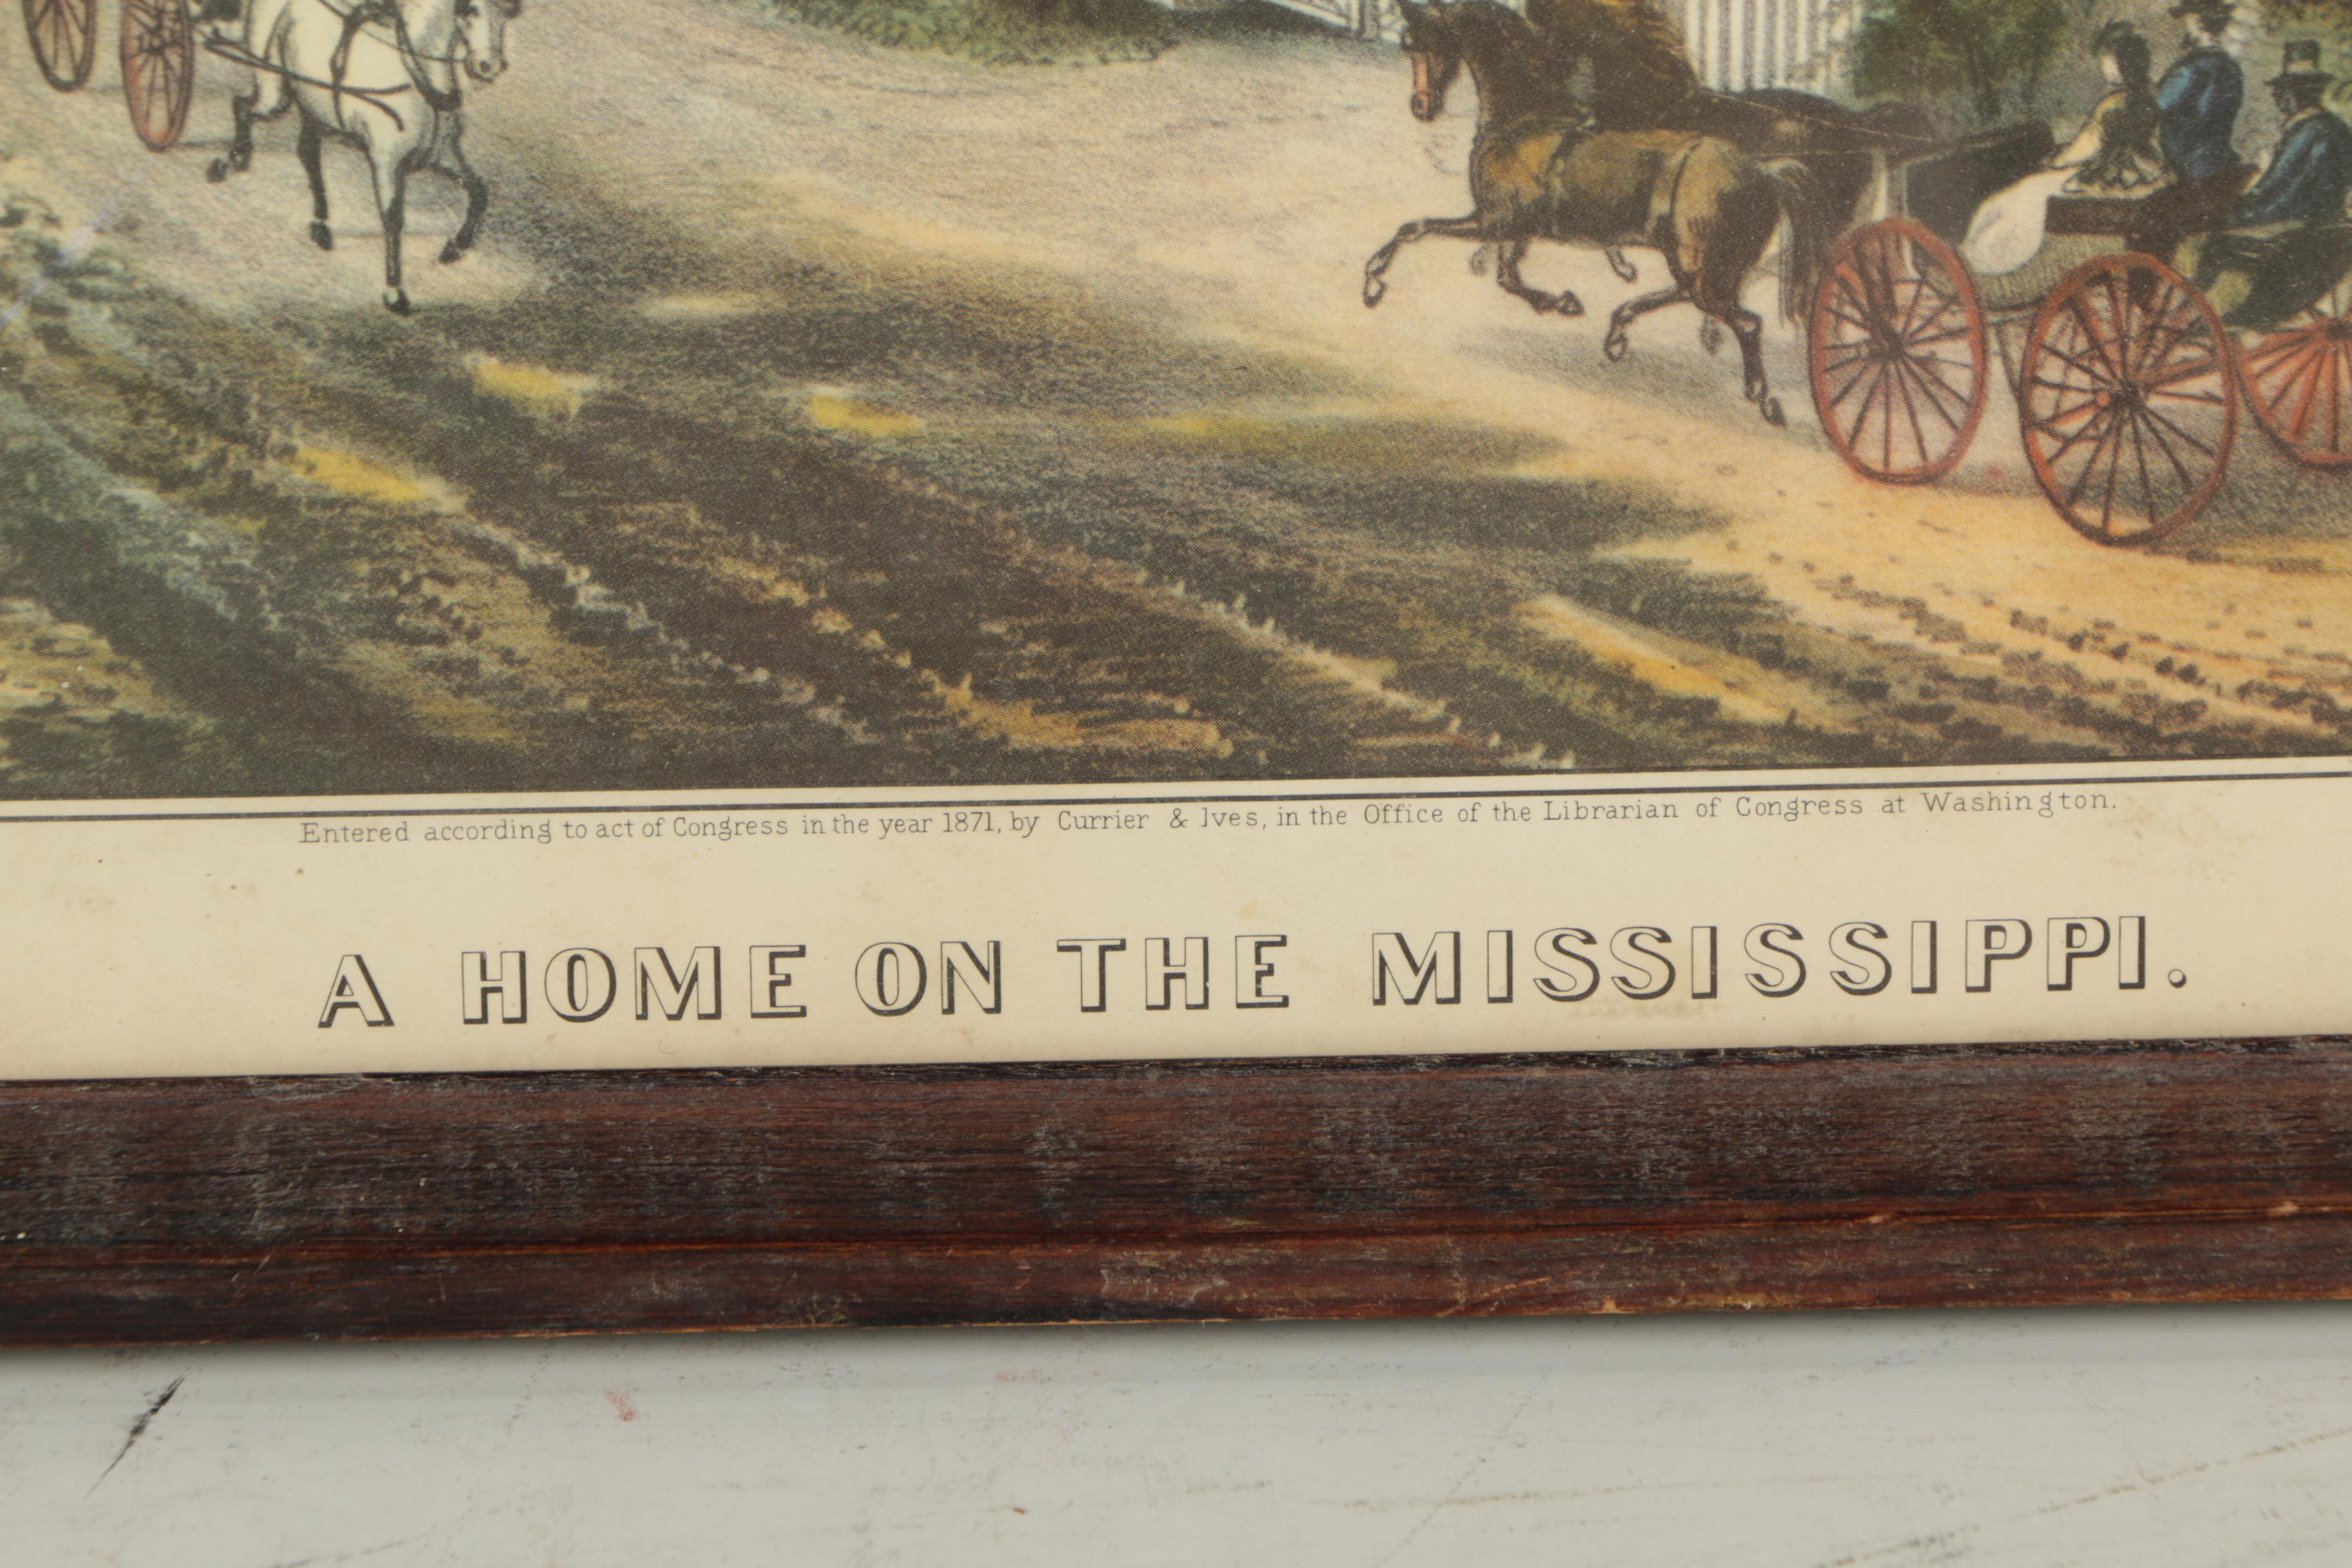 Entered according to act of Congress in the year 1871, by Currier & Ives, in the Office of the Librarian of Congress at Washington.
A HOME ON THE MISSISSIPPI.